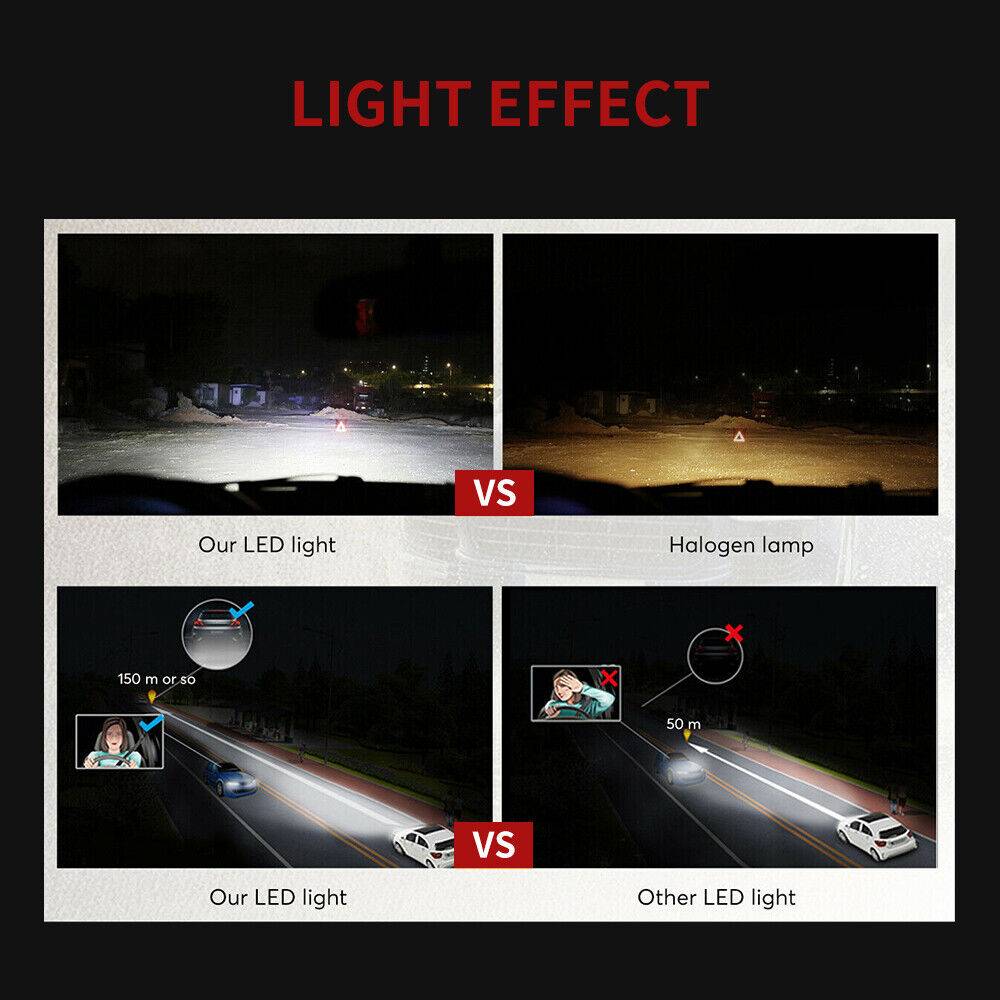 LIGHT EFFECT
VS
Our LED light
Halogen lamp
150 m or so
50 m
VS
Our LED light
Other LED light